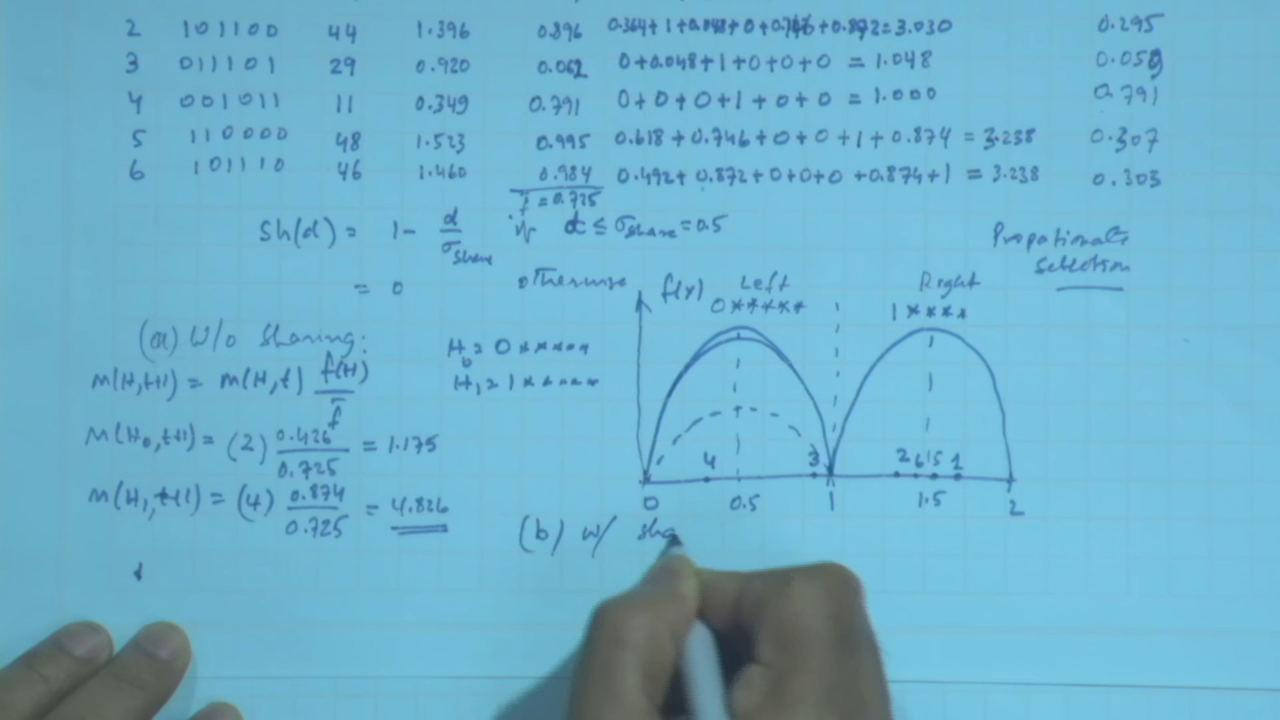 2 101100 44 1.396 0.896 0.364+1+0.048+0+0.746+0.872=3.030 0.295
3 011101 29 0.920 0.062 0+0.048+1+0+0+0 = 1.048 0.059
4 001011 11 0.349 0.791 0+0+0+1+0+0 = 1.000 0.791
5 110000 48 1.523 0.995 0.618+0.746+0+0+1+0.874 = 3.238 0.307
6 101110 46 1.460 0.984 0.492+0.872+0+0+0+0.874+1 = 3.238 0.303
f̄ = 0.725
Sh(d) = 1 - d/σshare if d ≤ σshare = 0.5
= 0 otherwise
Propotionate
selection
f(x) Left Right
0***** 1****
(a) W/o Sharing:
H0 = 0*****
H1 = 1*****
m(H,t+1) = m(H,t) f(H)/f̄
m(H0,t+1) = (2) 0.426/0.725 = 1.175
m(H1,t+1) = (4) 0.874/0.725 = 4.826
4 3 2 6 5 1
0 0.5 1 1.5 2
(b) w/ sha